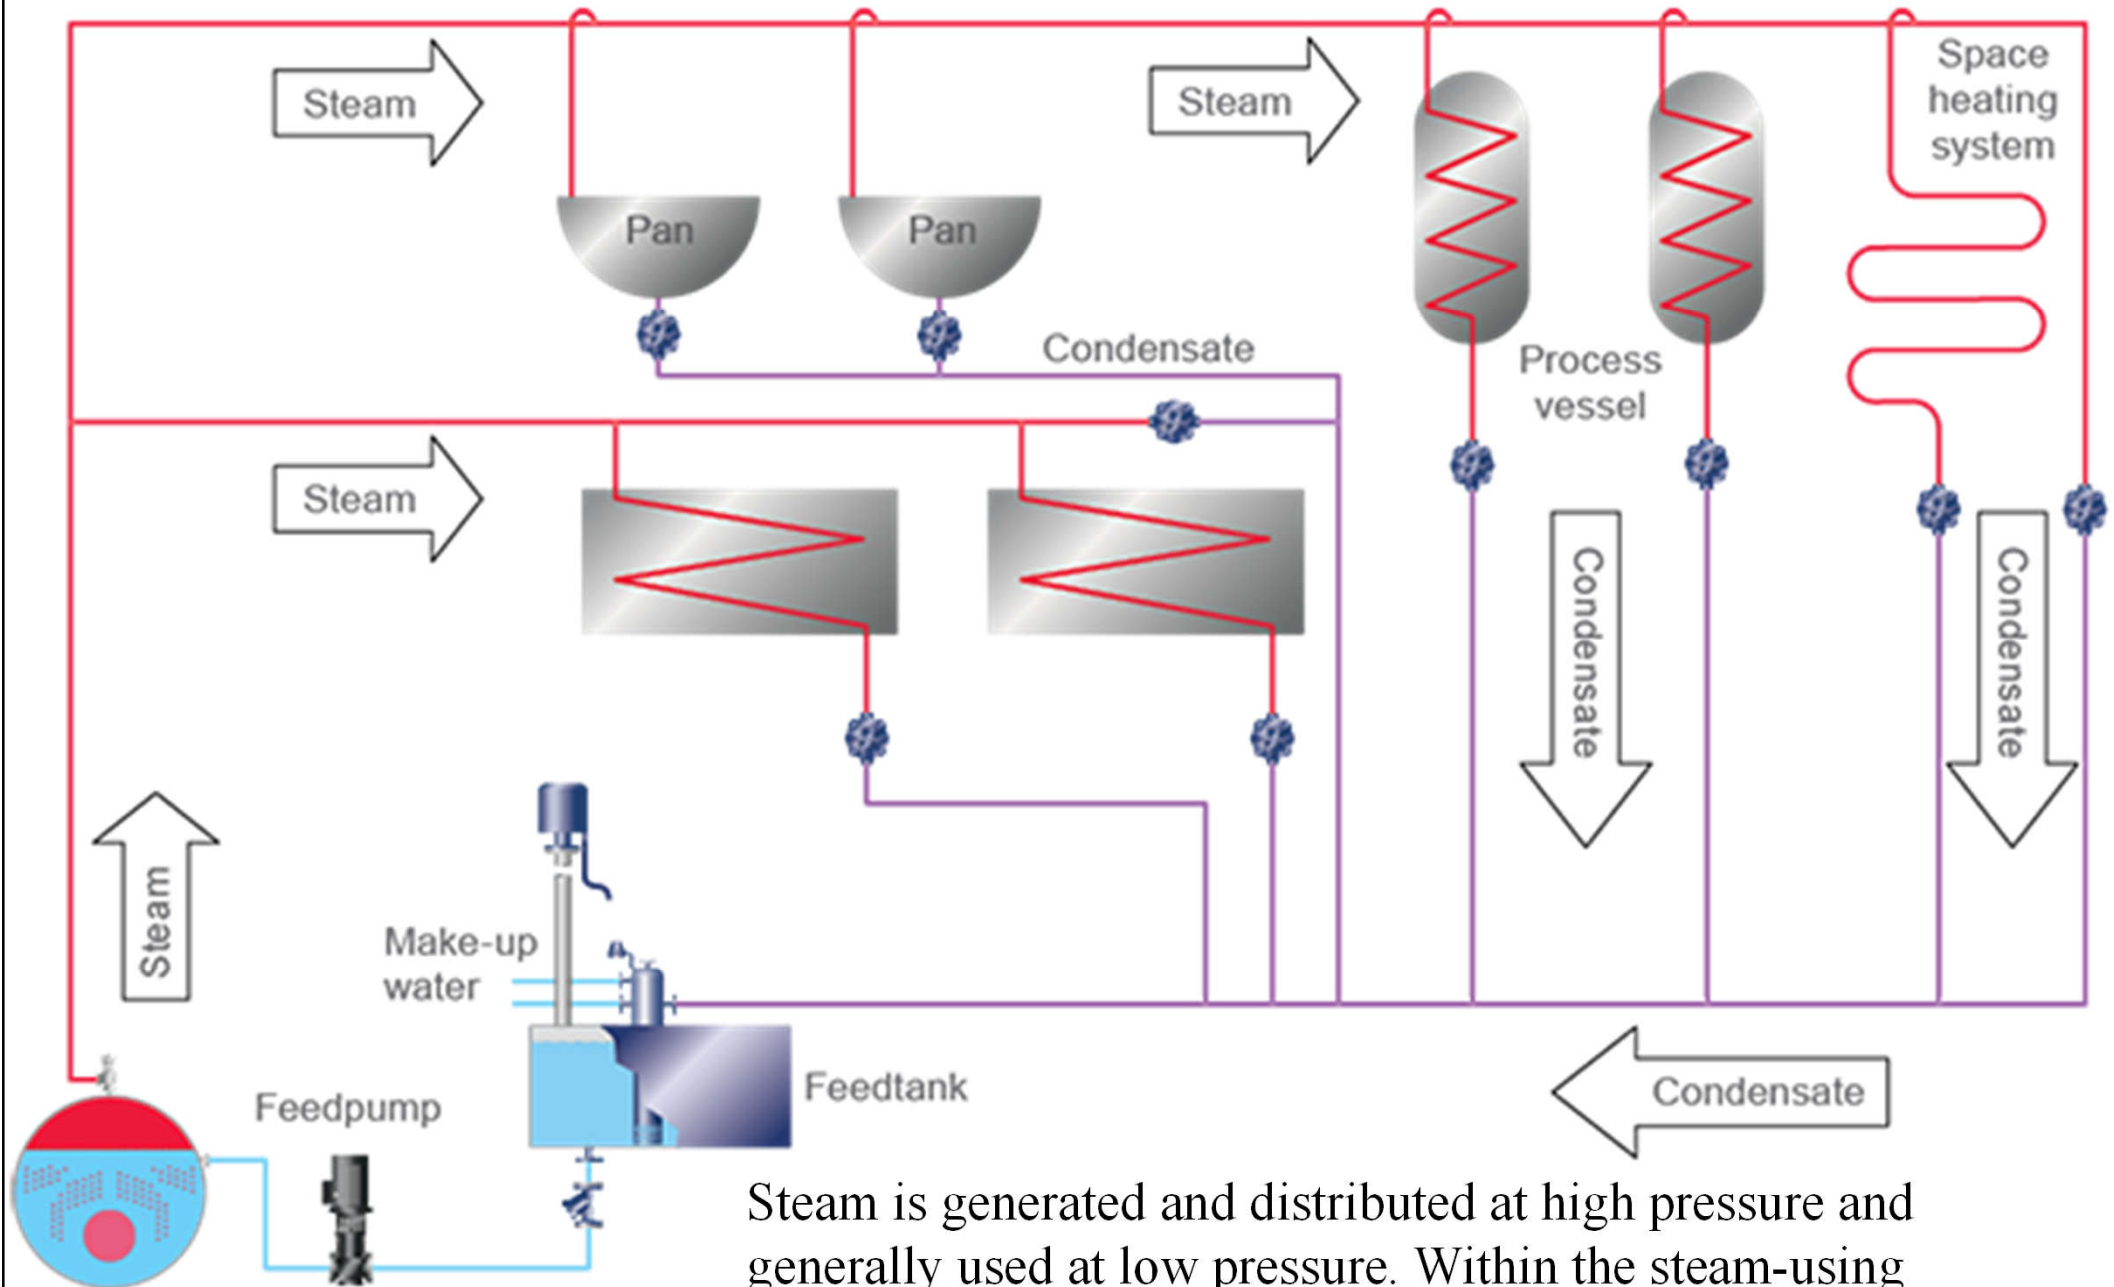 Steam
Steam
Space
heating
system
Pan
Pan
Condensate
Process
vessel
Steam
Condensate
Condensate
Steam
Make-up
water
Feedtank
Feedpump
Condensate
Steam is generated and distributed at high pressure and
generally used at low pressure. Within the steam-using